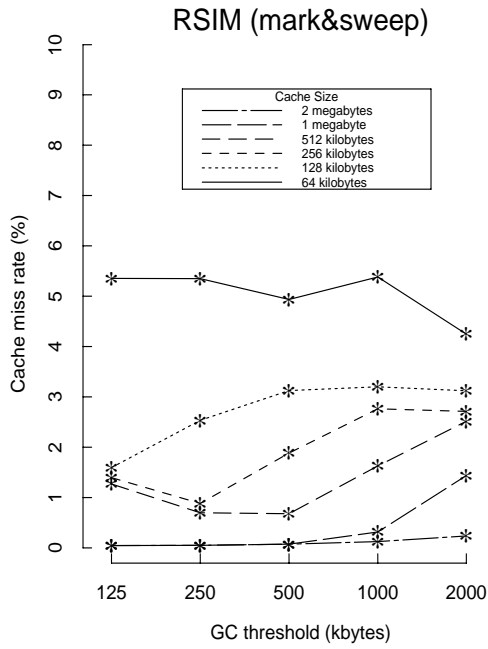 RSIM (mark&sweep)
Cache Size
2 megabytes
1 megabyte
512 kilobytes
256 kilobytes
128 kilobytes
64 kilobytes
Cache miss rate (%)
10
9
8
7
6
5
4
3
2
1
0
125 250 500 1000 2000
GC threshold (kbytes)